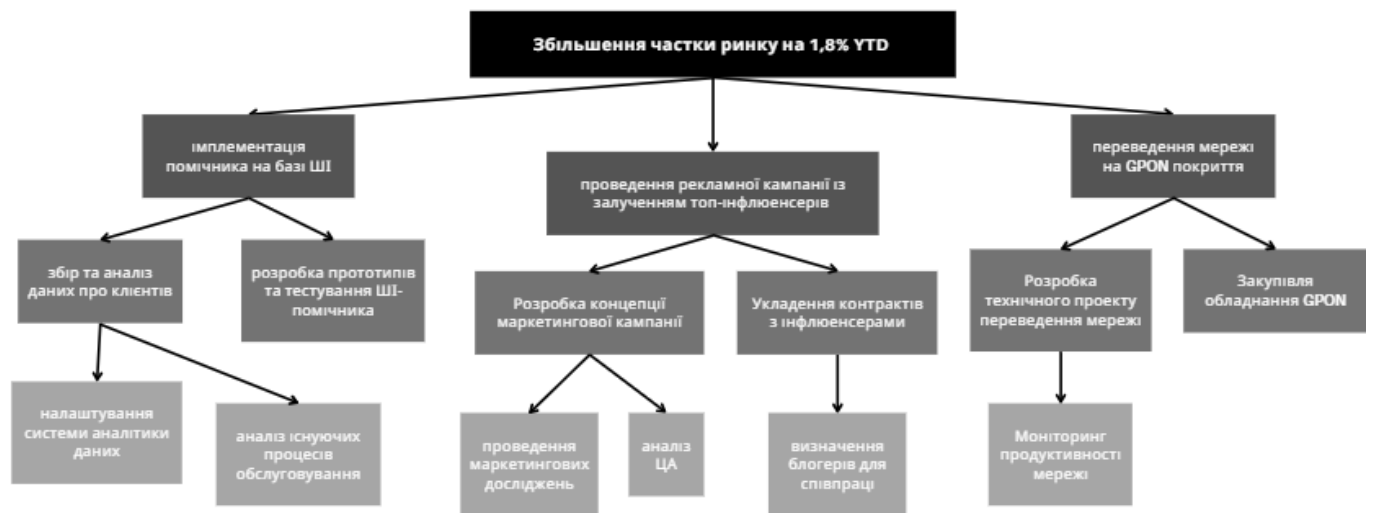 Збільшення частки ринку на 1,8% YTD
імплементація
помічника на базі ШІ
проведення рекламної кампанії із
залученням топ-інфлюенсерів
переведення мережі
на GPON покриття
збір та аналіз
даних про клієнтів
розробка прототипів
та тестування ШІ-
помічника
Розробка концепції
маркетингової кампанії
Укладення контрактів
з інфлюенсерами
Розробка
технічного проекту
переведення мережі
Закупівля
обладнання GPON
налаштування
системи аналітики
даних
аналіз існуючих
процесів
обслуговування
проведення
маркетингових
досліджень
аналіз
ЦА
визначення
блогерів для
співпраці
Моніторинг
продуктивності
мережі